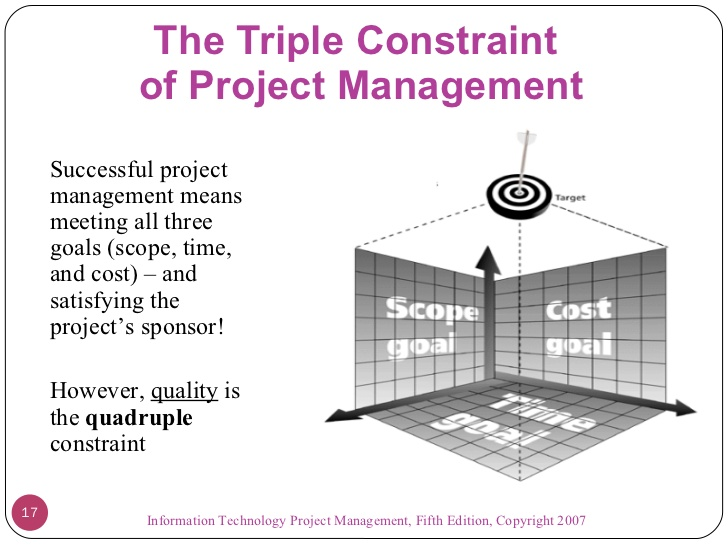 The Triple Constraint
of Project Management
Successful project
management means
meeting all three
goals (scope, time,
and cost) – and
satisfying the
project’s sponsor!
However, quality is
the quadruple
constraint
Target
Scope
goal
Cost
goal
Time
goal
17
Information Technology Project Management, Fifth Edition, Copyright 2007